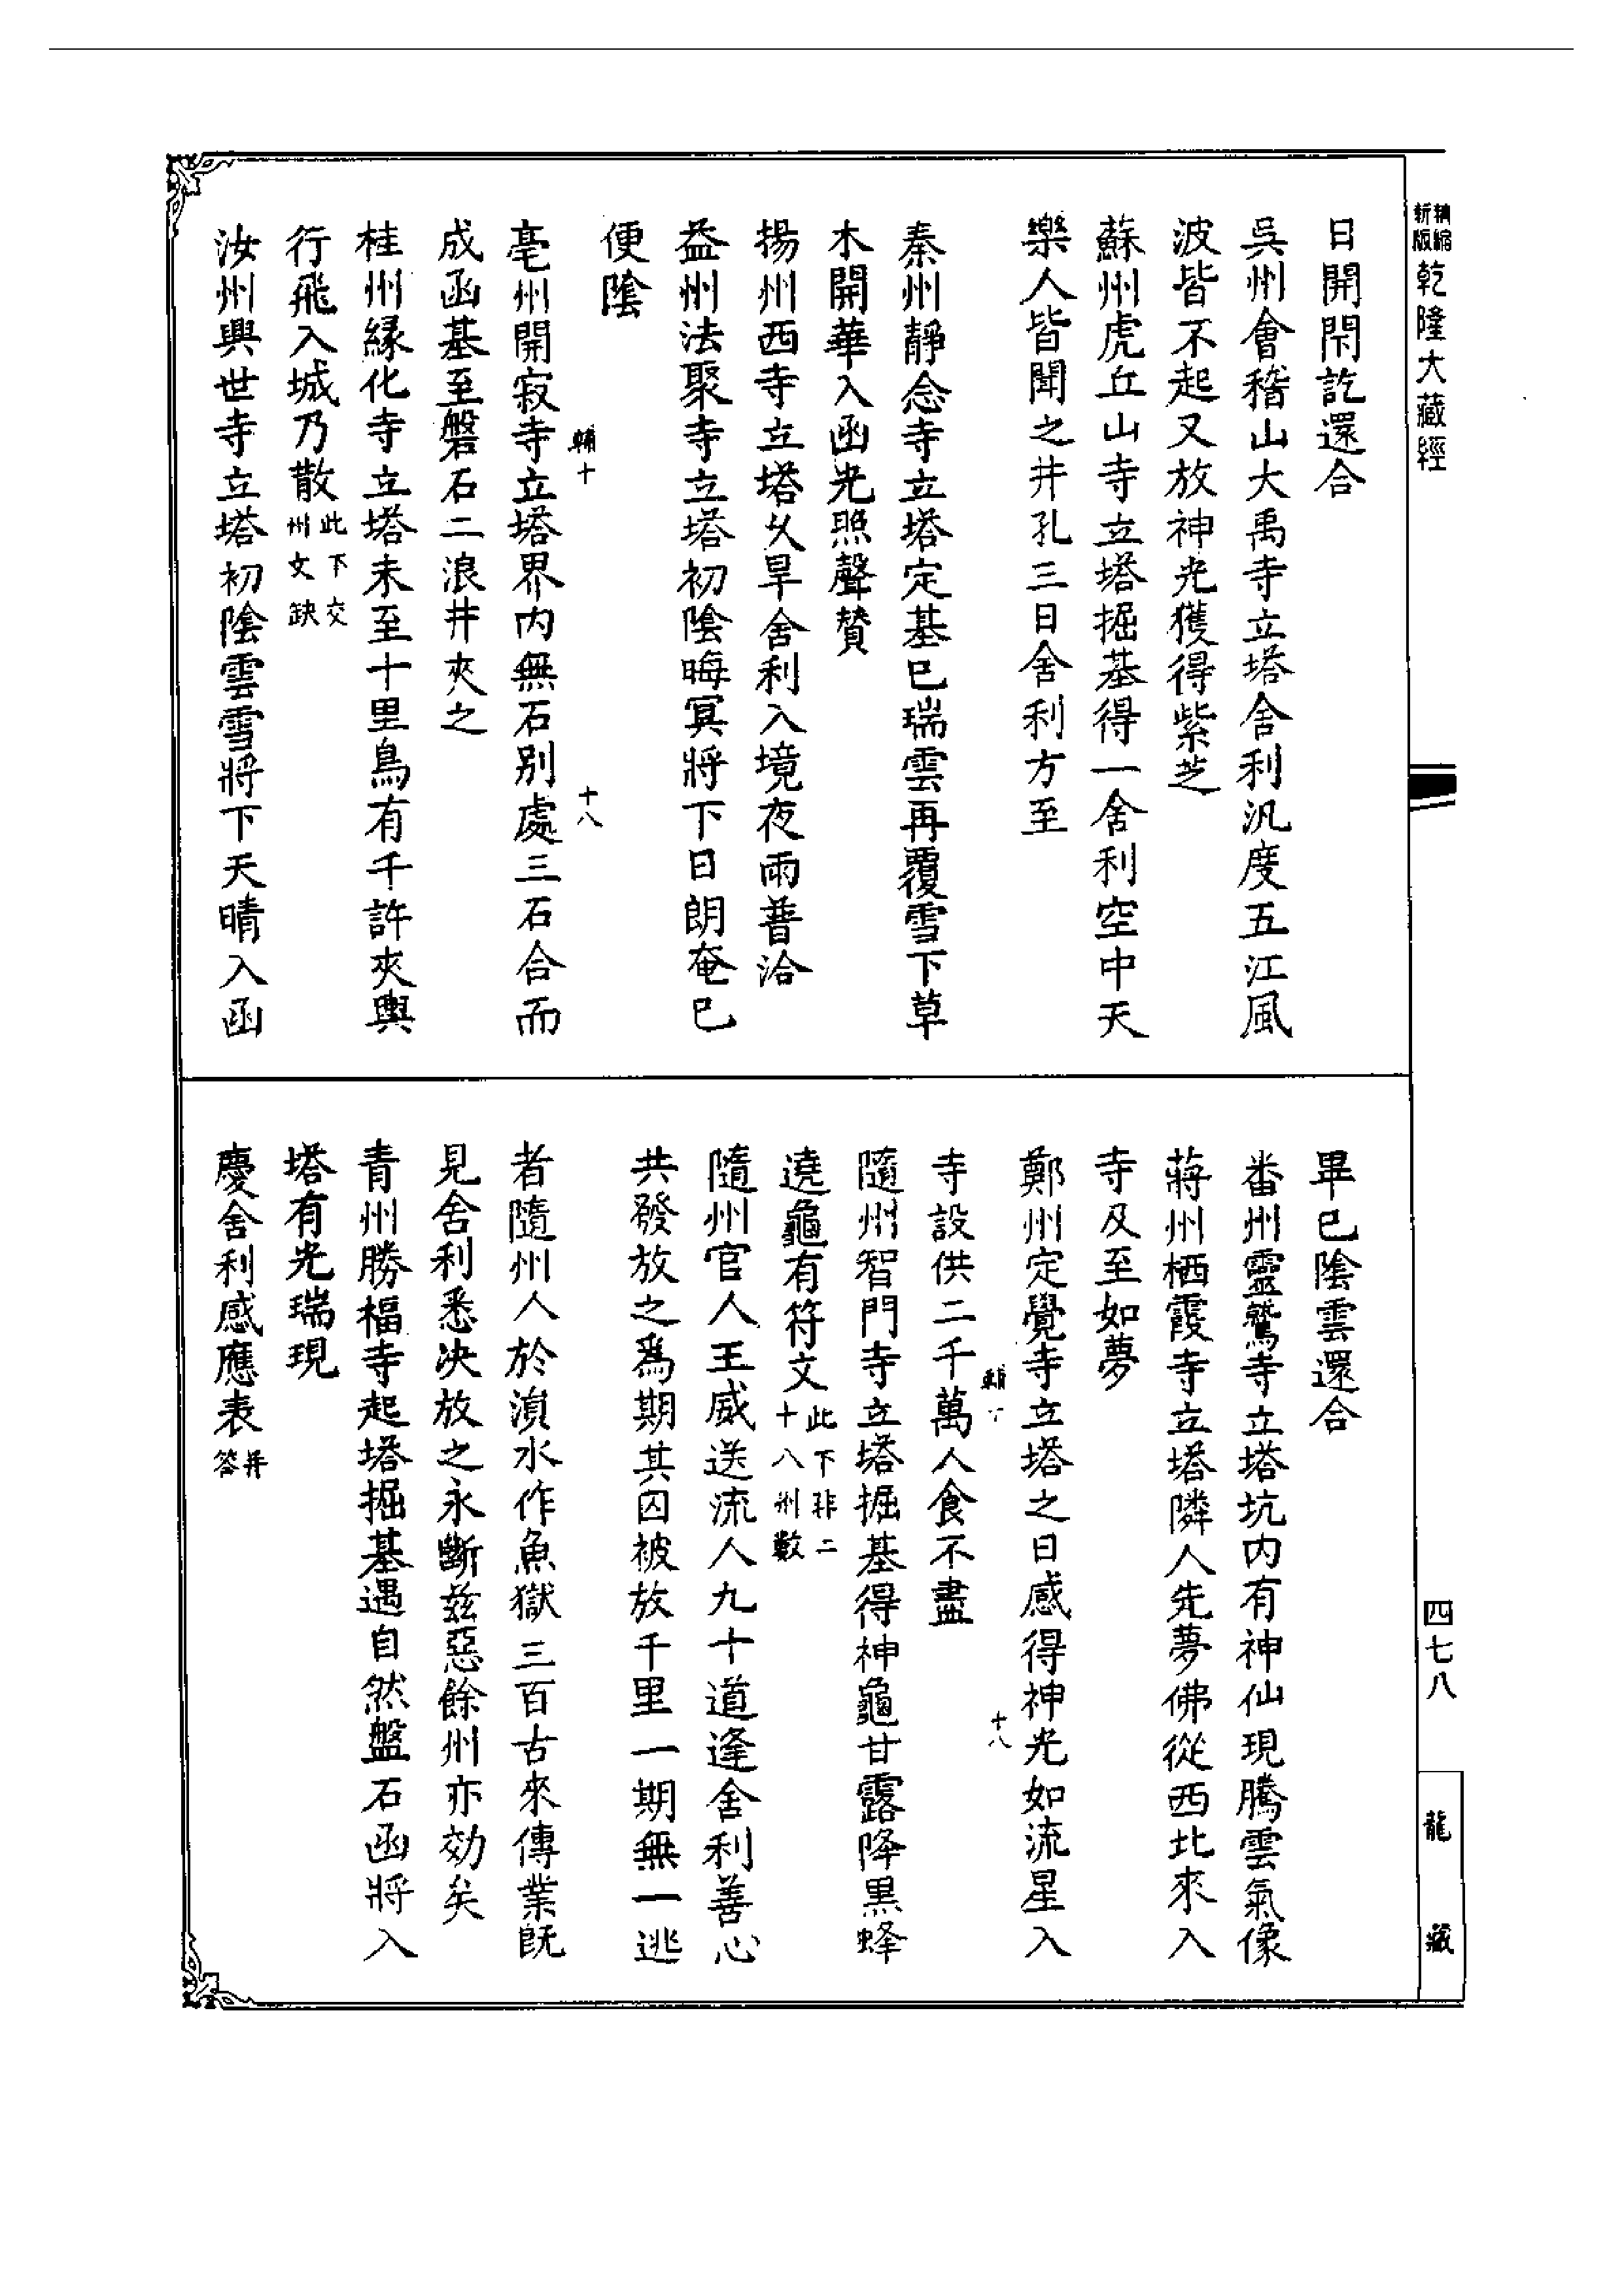 精縮新版乾隆大藏經
四七八
龍藏
日開閉訖還合
吳州會稽山大禹寺立塔舍利汎度五江風
波皆不起又放神光獲得紫芝
蘇州虎丘山寺立塔掘基得一舍利空中天
樂人皆聞之井孔三日舍利方至
秦州靜念寺立塔定基巳瑞雲再覆雪下草
木開華入函光照聲贊
揚州西寺立塔久旱舍利入境夜雨普洽
益州法聚寺立塔初陰晦冥將下日朗奄巳
便陰
輔十 十八
亳州開寂寺立塔界內無石別處三石合而
成函基至磐石二浪井夾之
桂州緣化寺立塔未至十里鳥有千許夾輿
行飛入城乃散此下交州文缺
汝州興世寺立塔初陰雲雪將下天晴入函
畢巳陰雲還合
番州靈鷲寺立塔坑內有神仙現騰雲氣像
蔣州栖霞寺立塔隣人先夢佛從西北來入
寺及至如夢
鄭州定覺寺立塔之日感得神光如流星入
輔十 十八
寺設供二千萬人食不盡
隨州智門寺立塔掘基得神龜甘露降黑蜂
遶龜有符文此下非二十八州數
隨州官人王威送流人九十道逢舍利善心
共發放之爲期其囚被放千里一期無一逃
者隨州人於溳水作魚獄三百古來傳業旣
見舍利悉決放之永斷茲惡餘州亦効矣
青州勝楅寺起塔掘基遇自然盤石函將入
塔有光瑞現
慶舍利感應表并答